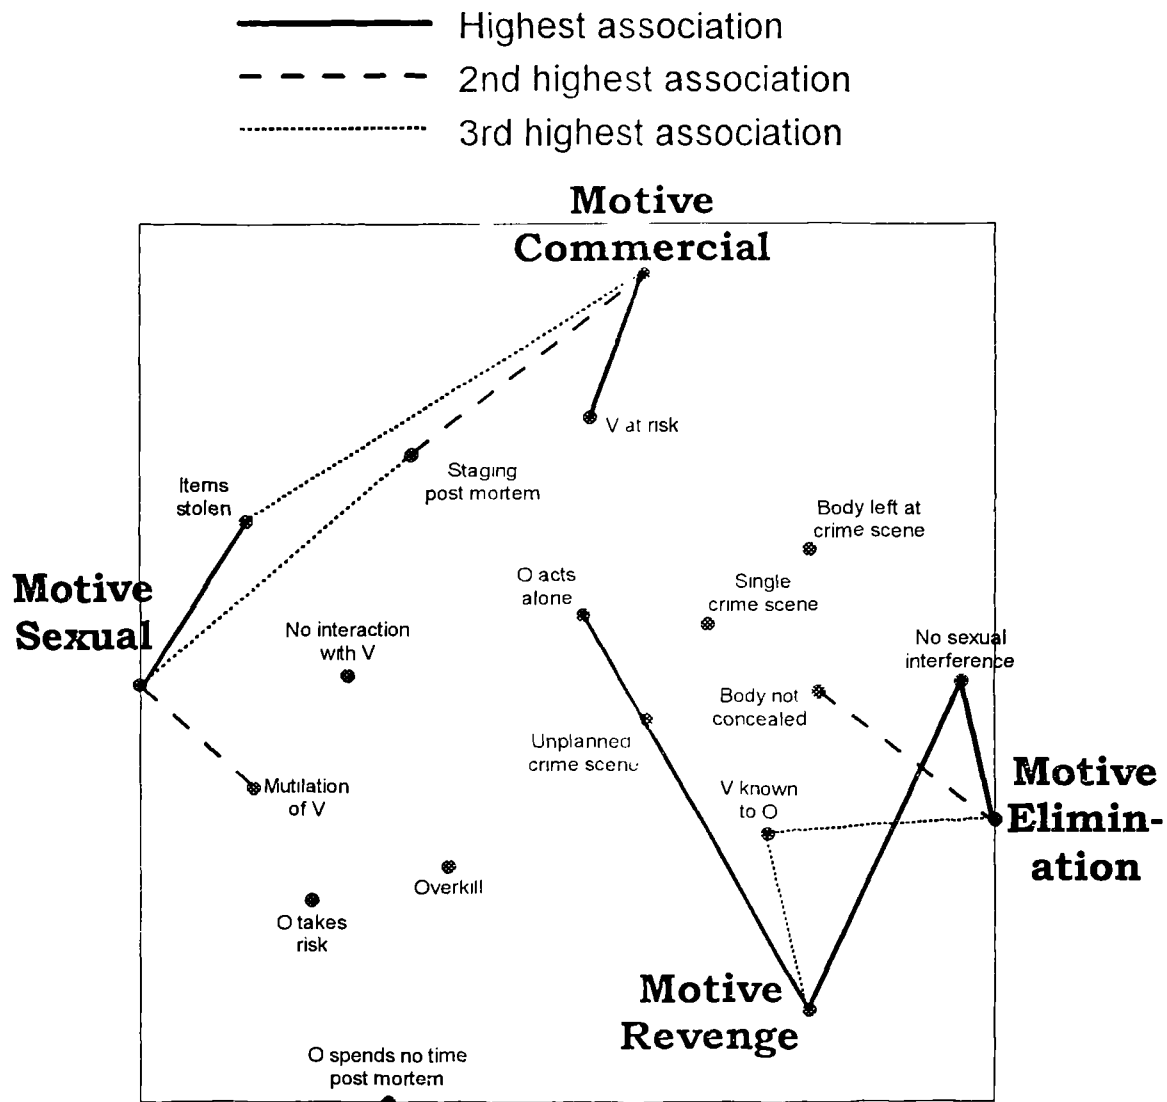 Highest association
2nd highest association
3rd highest association
Motive
Commercial
V at risk
Staging
post mortem
Items
stolen
Body left at
crime scene
Motive
Sexual
O acts
alone
Single
crime scene
No interaction
with V
No sexual
interference
Body not
concealed
Unplanned
crime scene
Motive
Elimin-
ation
Mutilation
of V
V known
to O
Overkill
O takes
risk
Motive
Revenge
O spends no time
post mortem